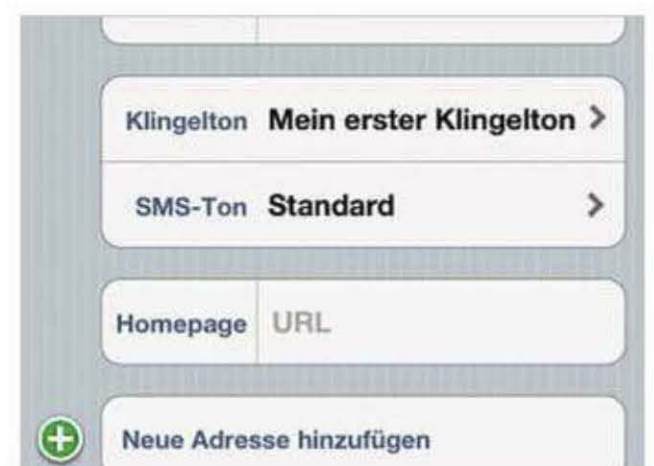 Klingelton Mein erster Klingelton
SMS-Ton Standard
Homepage URL
Neue Adresse hinzufügen